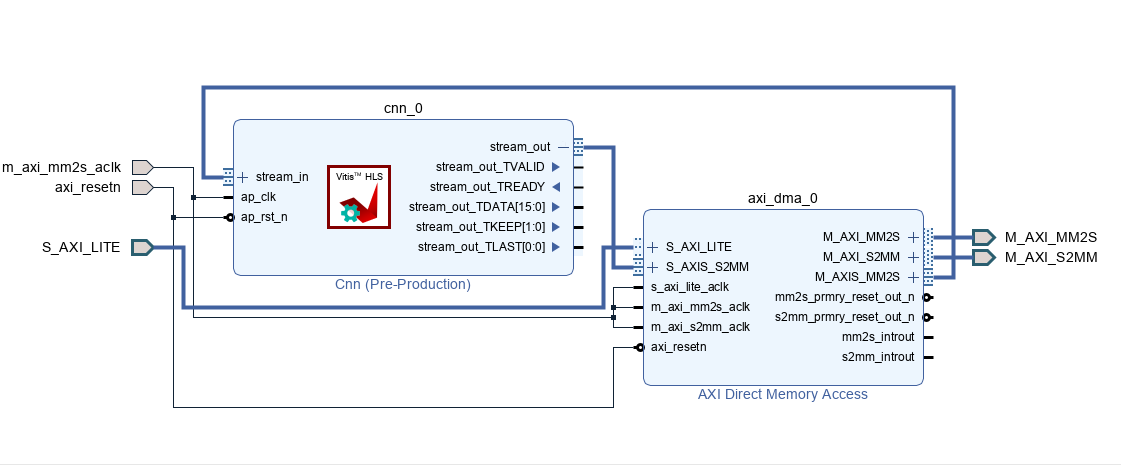 cnn_0
m_axi_mm2s_aclk
axi_resetn
S_AXI_LITE
stream_in
ap_clk
ap_rst_n
Vitis™ HLS
stream_out
stream_out_TVALID
stream_out_TREADY
stream_out_TDATA[15:0]
stream_out_TKEEP[1:0]
stream_out_TLAST[0:0]
Cnn (Pre-Production)
axi_dma_0
S_AXI_LITE
S_AXIS_S2MM
s_axi_lite_aclk
m_axi_mm2s_aclk
m_axi_s2mm_aclk
axi_resetn
M_AXI_MM2S
M_AXI_S2MM
M_AXIS_MM2S
mm2s_prmry_reset_out_n
s2mm_prmry_reset_out_n
mm2s_introut
s2mm_introut
AXI Direct Memory Access
M_AXI_MM2S
M_AXI_S2MM